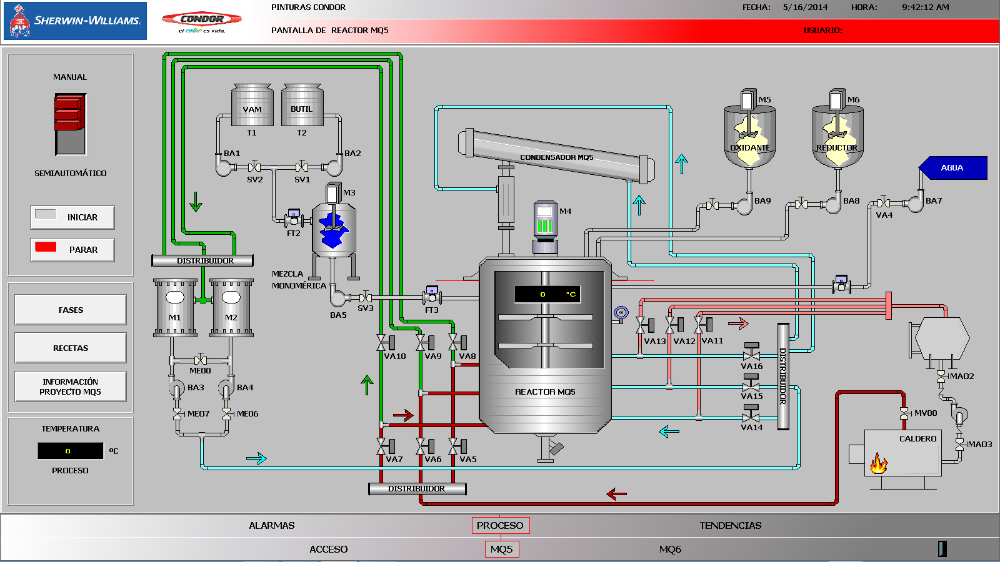 SHERWIN-WILLIAMS.
CONDOR
el color es vida.
PINTURAS CONDOR
FECHA: 5/16/2014 HORA: 9:42:12 AM
PANTALLA DE REACTOR MQ5
USUARIO:
MANUAL
SEMIAUTOMÁTICO
INICIAR
PARAR
FASES
RECETAS
INFORMACIÓN
PROYECTO MQ5
TEMPERATURA
0 ºC
PROCESO
VAM
BUTIL
T1
T2
BA1
BA2
SV2
SV1
M3
FT2
DISTRIBUIDOR
MEZCLA
MONOMÉRICA
M1
M2
BA5
SV3
FT3
ME00
BA3
BA4
ME07
ME06
CONDENSADOR MQ5
M4
0 °C
REACTOR MQ5
M5
M6
OXIDANTE
REDUCTOR
AGUA
BA9
BA8
BA7
VA4
VA10
VA9
VA8
VA13
VA12
VA11
VA16
VA15
VA14
DISTRIBUIDOR
VA7
VA6
VA5
DISTRIBUIDOR
MA02
MV00
CALDERO
MA03
ALARMAS
PROCESO
TENDENCIAS
ACCESO
MQ5
MQ6